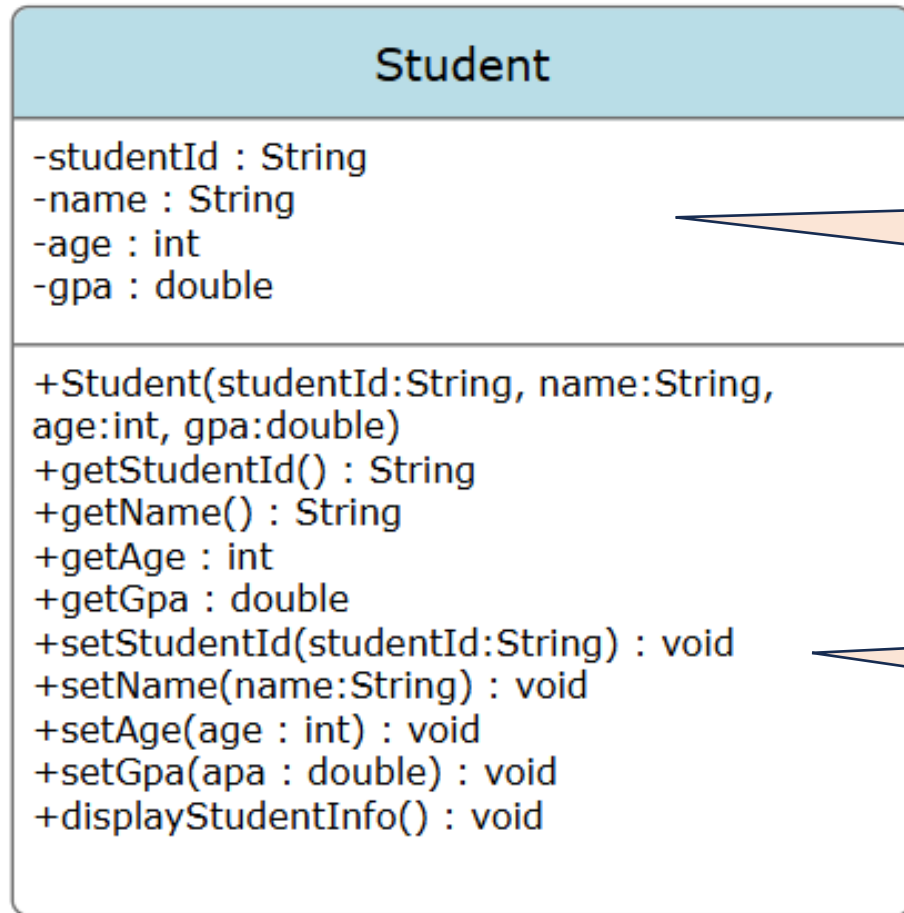 Student
-studentId : String
-name : String
-age : int
-gpa : double
+Student(studentId:String, name:String,
age:int, gpa:double)
+getStudentId() : String
+getName() : String
+getAge : int
+getGpa : double
+setStudentId(studentId:String) : void
+setName(name:String) : void
+setAge(age : int) : void
+setGpa(apa : double) : void
+displayStudentInfo() : void